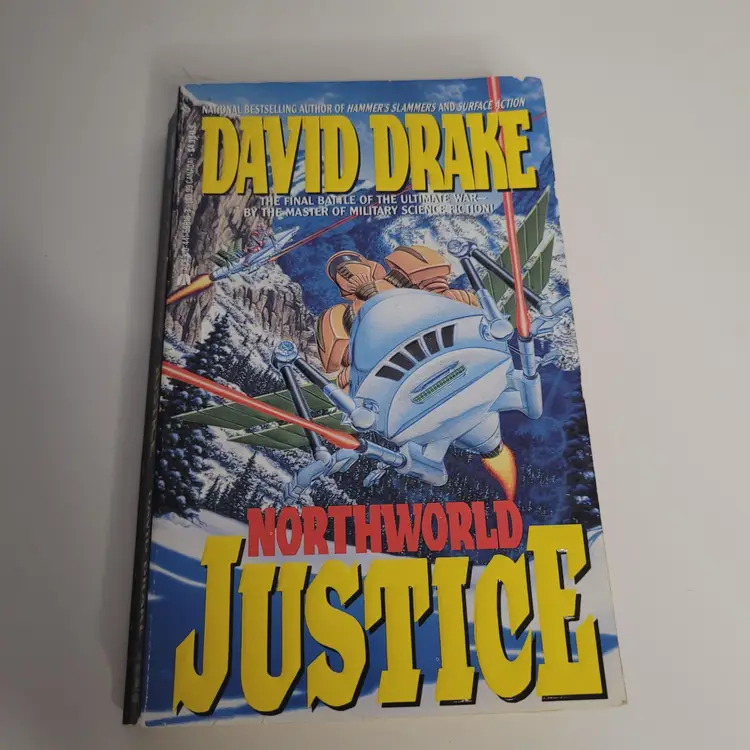 NATIONAL BESTSELLING AUTHOR OF HAMMER'S SLAMMERS AND SURFACE ACTION
DAVID DRAKE
THE FINAL BATTLE OF THE ULTIMATE WAR—
BY THE MASTER OF MILITARY SCIENCE FICTION!
NORTHWORLD
JUSTICE